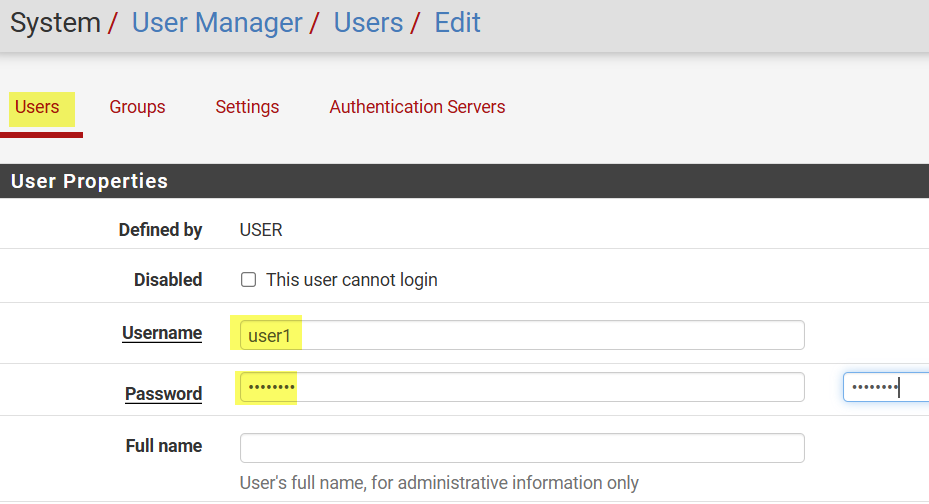 System / User Manager / Users / Edit
Users Groups Settings Authentication Servers
User Properties
Defined by USER
Disabled This user cannot login
Username user1
Password •••••••• ••••••••
Full name
User's full name, for administrative information only